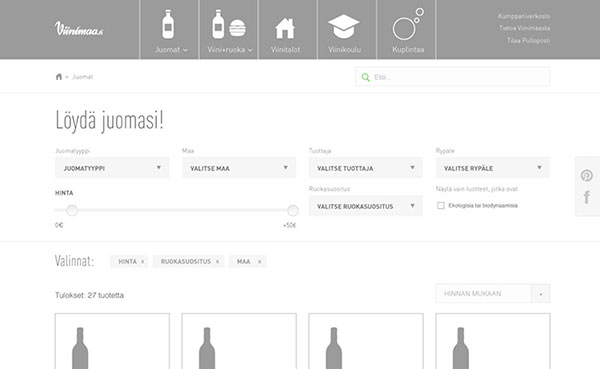 Viinimaa.fi
Juomat
Viini+ruoka
Viinitalot
Viinikoulu
Kuplintaa
Kumppaniverkosto
Tietoa Viinimaasta
Tilaa Pulloposti
» Juomat
Etsi...
Löydä juomasi!
Juomatyyppi
Maa
Tuottaja
Rypäle
JUOMATYYPPI
VALITSE MAA
VALITSE TUOTTAJA
VALITSE RYPÄLE
HINTA
Ruokasuositus
Näytä vain tuotteet, jotka ovat
VALITSE RUOKASUOSITUS
Ekologisia tai biodynaamisia
0€
+50€
Valinnat:
HINTA x
RUOKASUOSITUS x
MAA x
Tulokset: 27 tuotetta
HINNAN MUKAAN